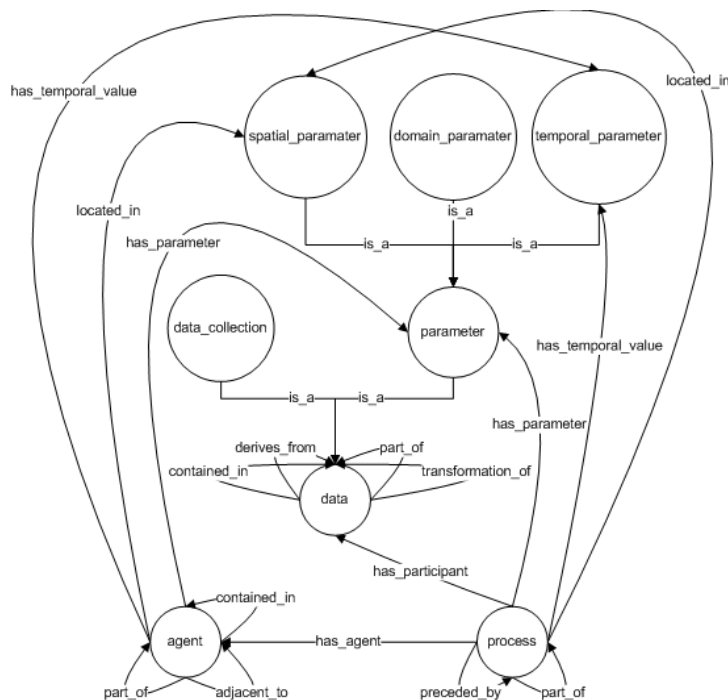 has_temporal_value
located_in
spatial_paramater
domain_paramater
temporal_parameter
located_in
is_a
has_parameter
is_a
is_a
data_collection
parameter
has_temporal_value
is_a
is_a
has_parameter
derives_from
part_of
contained_in
transformation_of
data
has_participant
contained_in
agent
has_agent
process
part_of
adjacent_to
preceded_by
part_of